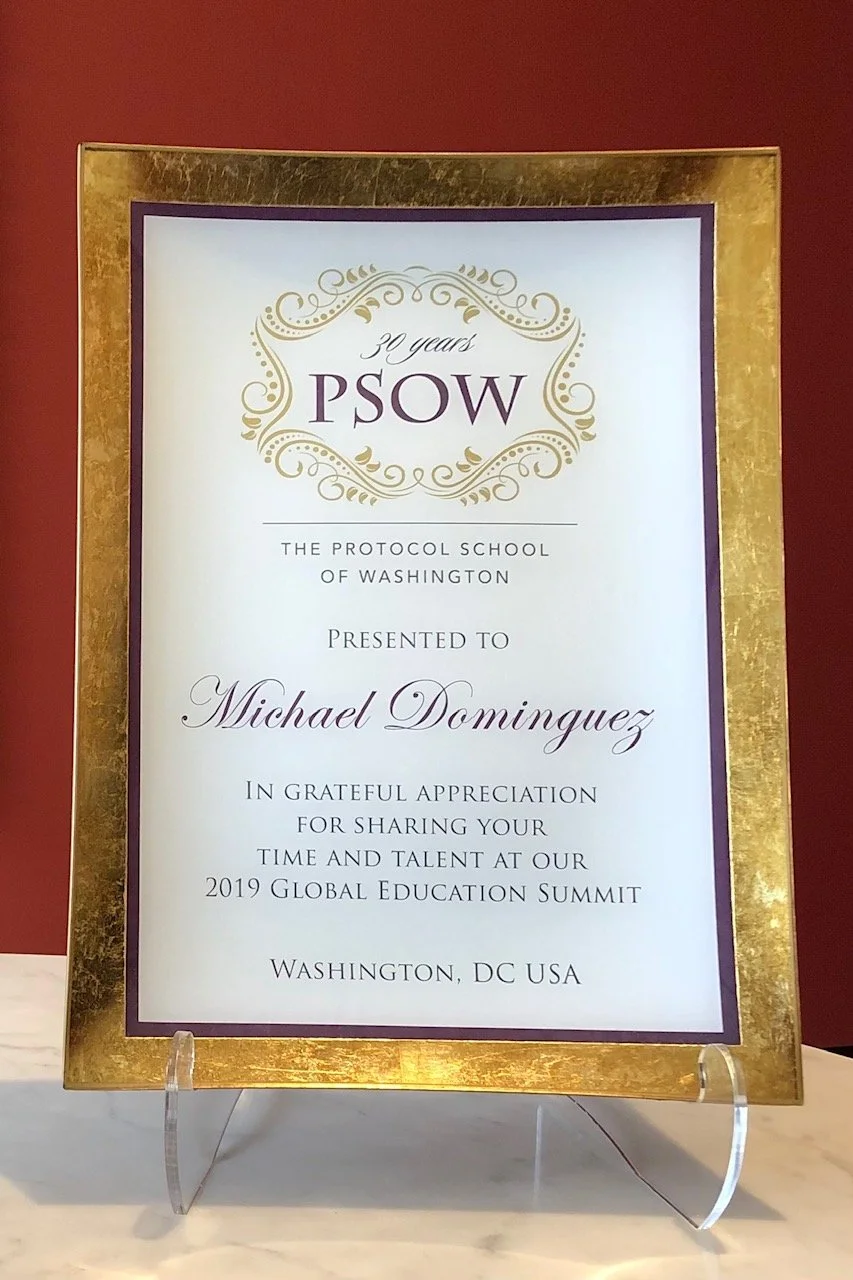 30 years
PSOW
THE PROTOCOL SCHOOL
OF WASHINGTON
PRESENTED TO
Michael Dominguez
IN GRATEFUL APPRECIATION
FOR SHARING YOUR
TIME AND TALENT AT OUR
2019 GLOBAL EDUCATION SUMMIT
WASHINGTON, DC USA